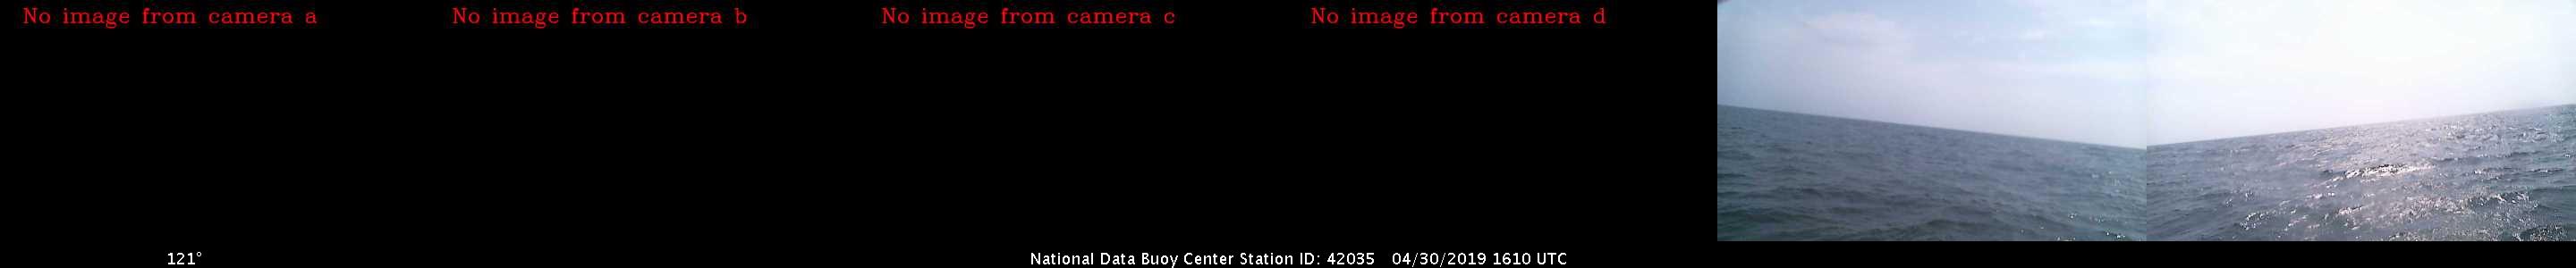 No image from camera a
No image from camera b
No image from camera c
No image from camera d
121°
National Data Buoy Center Station ID: 42035 04/30/2019 1610 UTC